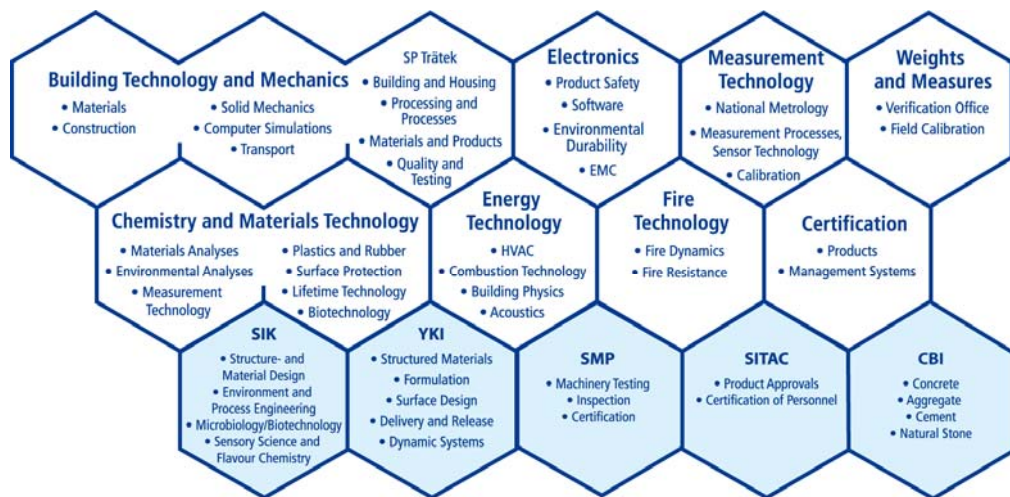 Building Technology and Mechanics
• Materials
• Construction
• Solid Mechanics
• Computer Simulations
• Transport
SP Trätek
• Building and Housing
• Processing and
Processes
• Materials and Products
• Quality and
Testing
Electronics
• Product Safety
• Software
• Environmental
Durability
• EMC
Measurement
Technology
• National Metrology
• Measurement Processes,
Sensor Technology
• Calibration
Weights
and Measures
• Verification Office
• Field Calibration
Chemistry and Materials Technology
• Materials Analyses
• Environmental Analyses
• Measurement
Technology
• Plastics and Rubber
• Surface Protection
• Lifetime Technology
• Biotechnology
Energy
Technology
• HVAC
• Combustion Technology
• Building Physics
• Acoustics
Fire
Technology
• Fire Dynamics
• Fire Resistance
Certification
• Products
• Management Systems
SIK
• Structure- and
Material Design
• Environment and
Process Engineering
• Microbiology/Biotechnology
• Sensory Science and
Flavour Chemistry
YKI
• Structured Materials
• Formulation
• Surface Design
• Delivery and Release
• Dynamic Systems
SMP
• Machinery Testing
• Inspection
• Certification
SITAC
• Product Approvals
• Certification of Personnel
CBI
• Concrete
• Aggregate
• Cement
• Natural Stone